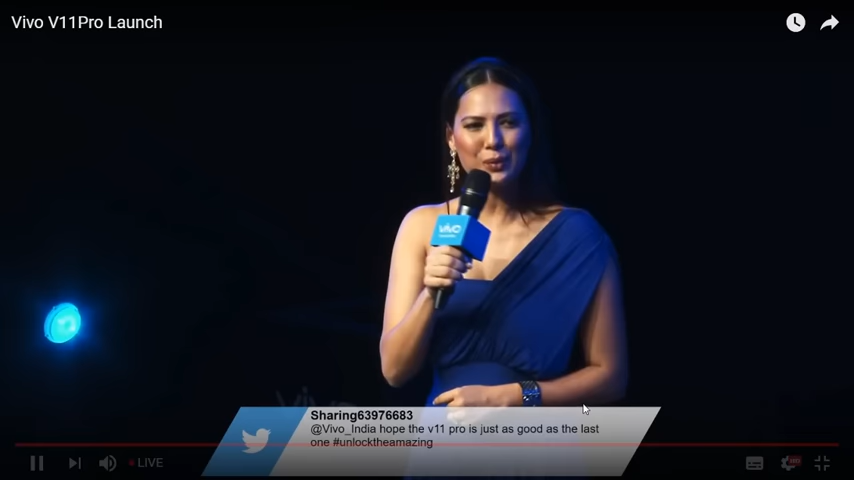 Vivo V11Pro Launch
vivo
Sharing63976683
@Vivo_India hope the v11 pro is just as good as the last
one #unlocktheamazing
LIVE
HD